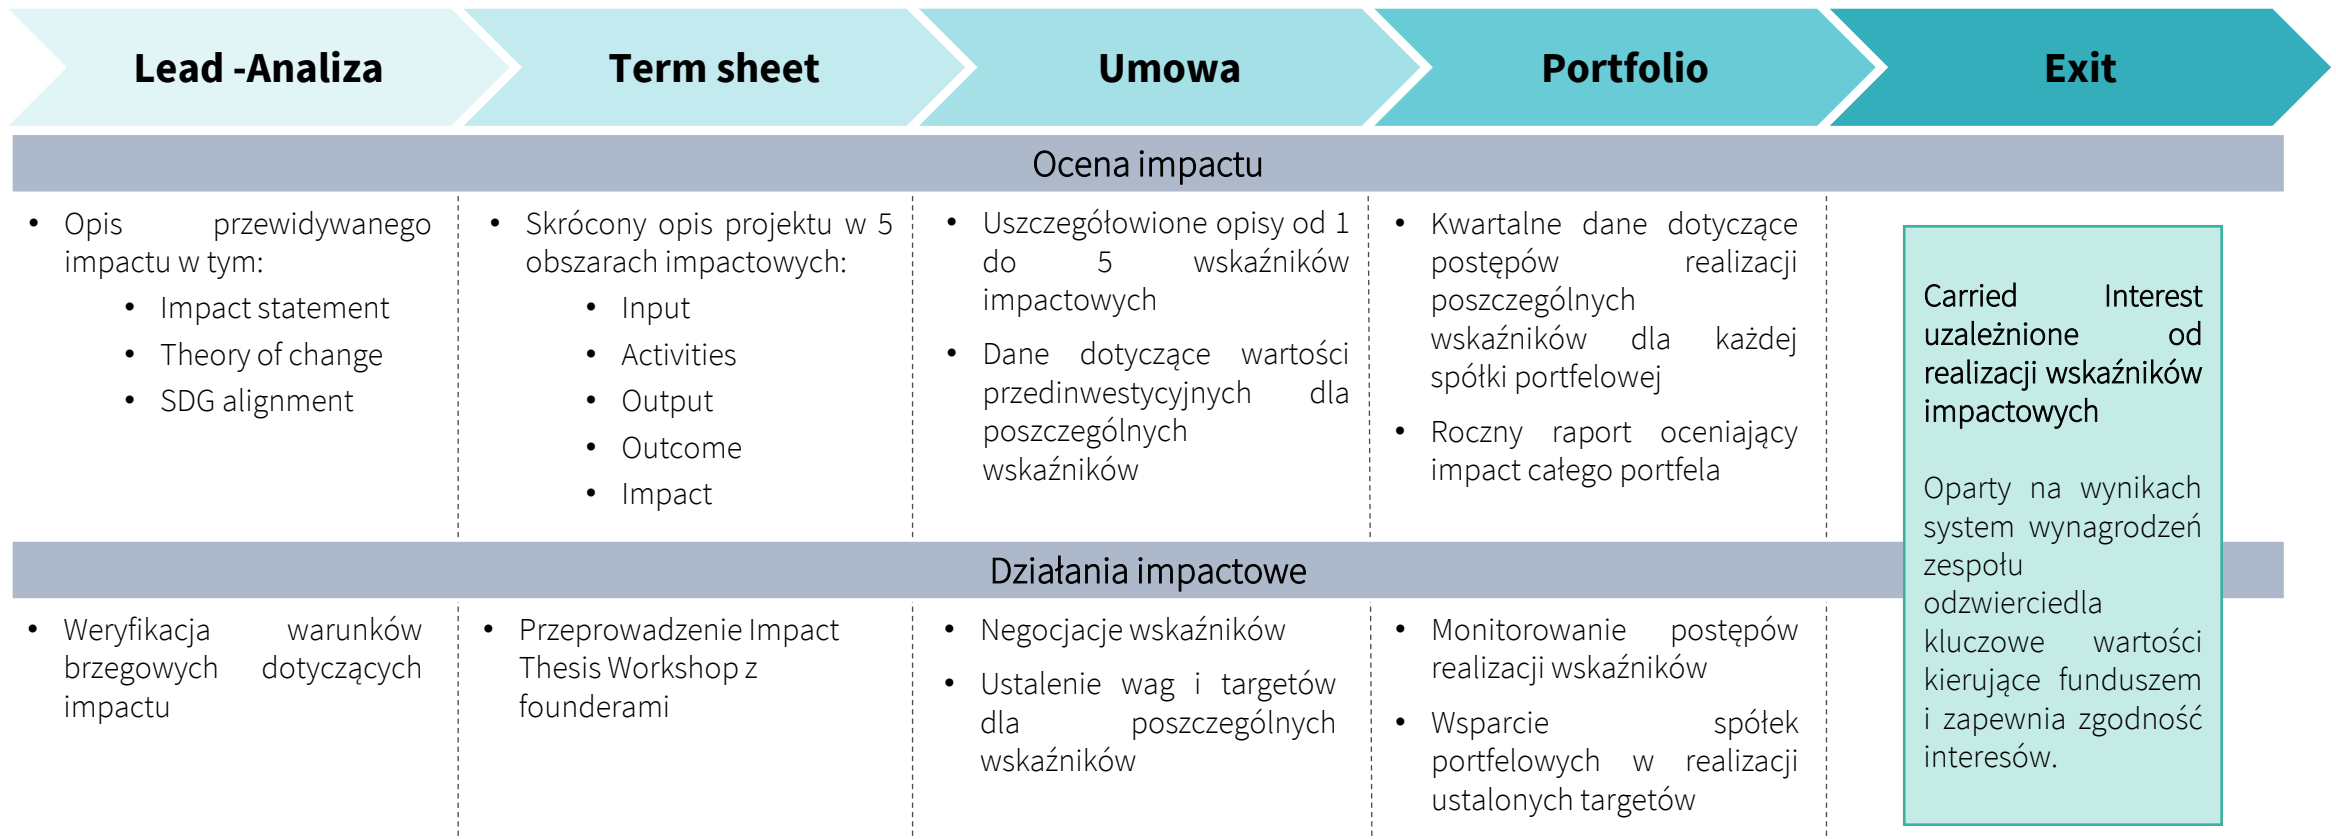 Lead -Analiza
Term sheet
Umowa
Portfolio
Exit
Ocena impactu
• Opis przewidywanego
impactu w tym:
• Impact statement
• Theory of change
• SDG alignment
• Skrócony opis projektu w 5
obszarach impactowych:
• Input
• Activities
• Output
• Outcome
• Impact
• Uszczegółowione opisy od 1
do 5 wskaźników
impactowych
• Dane dotyczące wartości
przedinwestycyjnych dla
poszczególnych
wskaźników
• Kwartalne dane dotyczące
postępów realizacji
poszczególnych
wskaźników dla każdej
spółki portfelowej
• Roczny raport oceniający
impact całego portfela
Carried Interest
uzależnione od
realizacji wskaźników
impactowych
Oparty na wynikach
system wynagrodzeń
zespołu
odzwierciedla
kluczowe wartości
kierujące funduszem
i zapewnia zgodność
interesów.
Działania impactowe
• Weryfikacja warunków
brzegowych dotyczących
impactu
• Przeprowadzenie Impact
Thesis Workshop z
founderami
• Negocjacje wskaźników
• Ustalenie wag i targetów
dla poszczególnych
wskaźników
• Monitorowanie postępów
realizacji wskaźników
• Wsparcie spółek
portfelowych w realizacji
ustalonych targetów